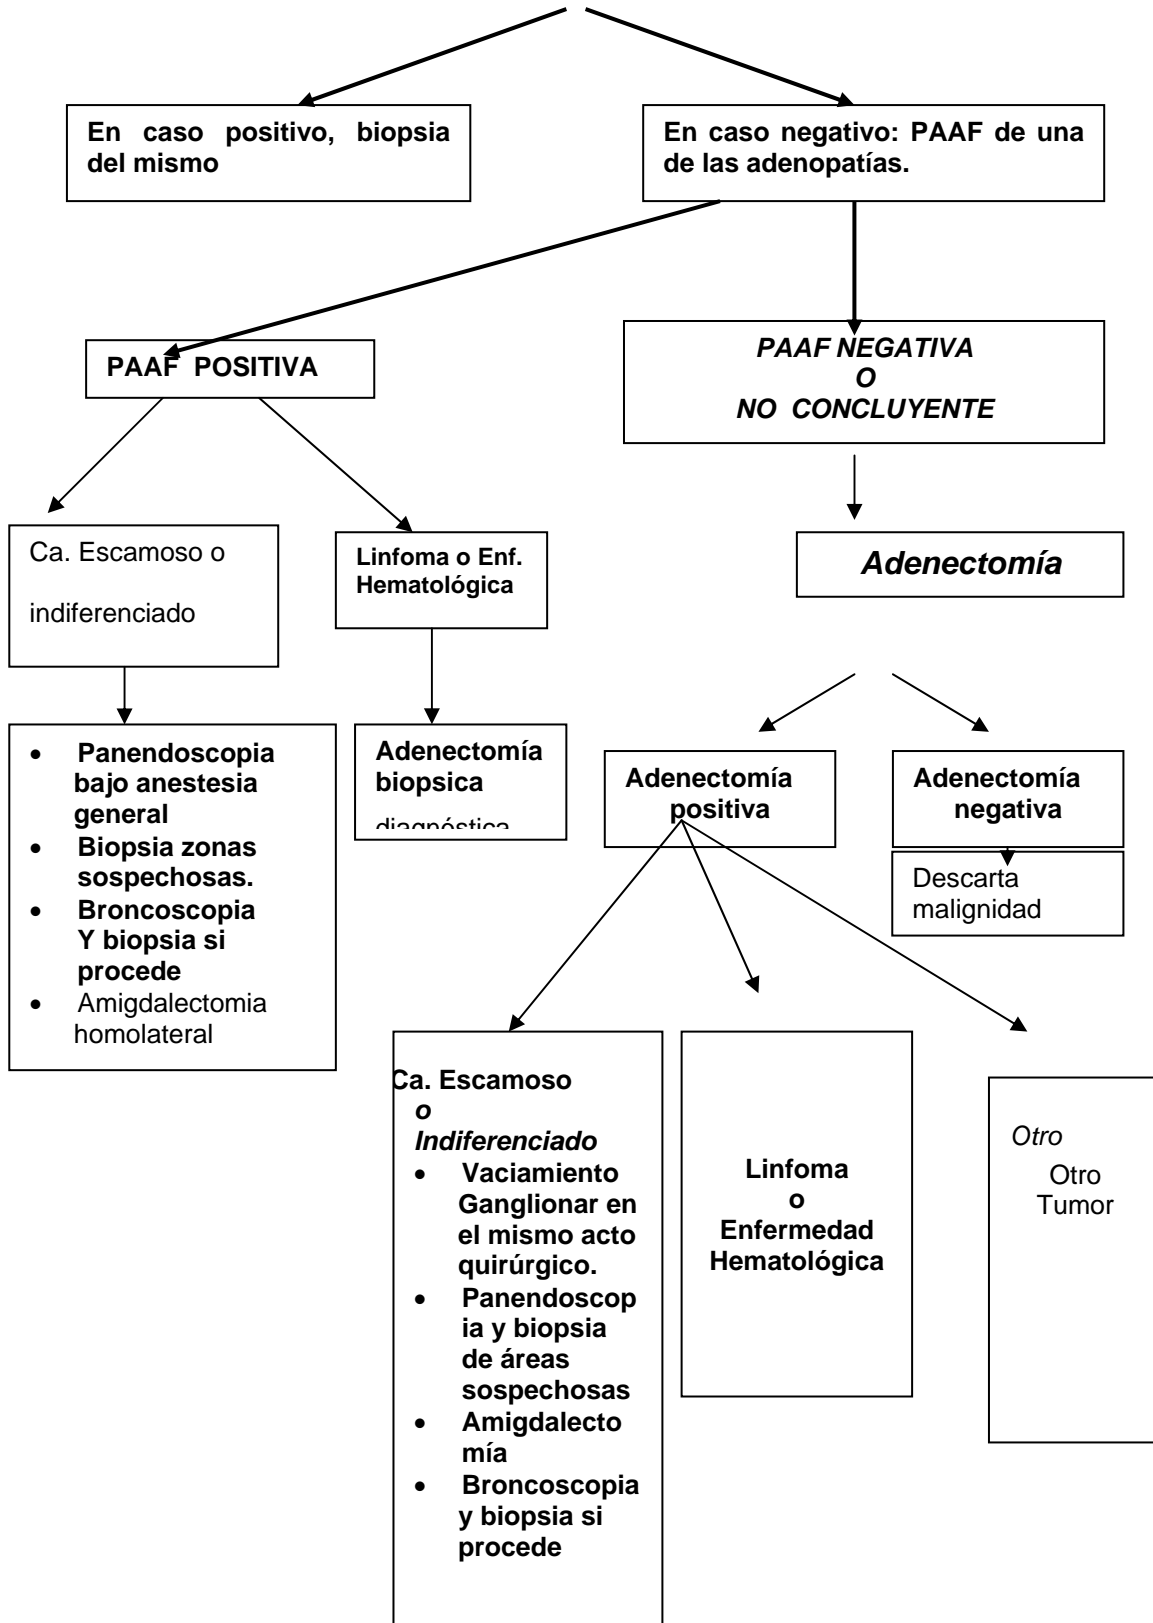 En caso positivo, biopsia
del mismo
En caso negativo: PAAF de una
de las adenopatías.
PAAF POSITIVA
PAAF NEGATIVA
O
NO CONCLUYENTE
Ca. Escamoso o
indiferenciado
Linfoma o Enf.
Hematológica
Adenectomía
• Panendoscopia
bajo anestesia
general
• Biopsia zonas
sospechosas.
• Broncoscopia
Y biopsia si
procede
• Amigdalectomia
homolateral
Adenectomía
biopsica
diagnóstica
Adenectomía
positiva
Adenectomía
negativa
Descarta
malignidad
Ca. Escamoso
o
Indiferenciado
• Vaciamiento
Ganglionar en
el mismo acto
quirúrgico.
• Panendoscop
ia y biopsia
de áreas
sospechosas
• Amigdalecto
mía
• Broncoscopia
y biopsia si
procede
Linfoma
o
Enfermedad
Hematológica
Otro
Otro
Tumor